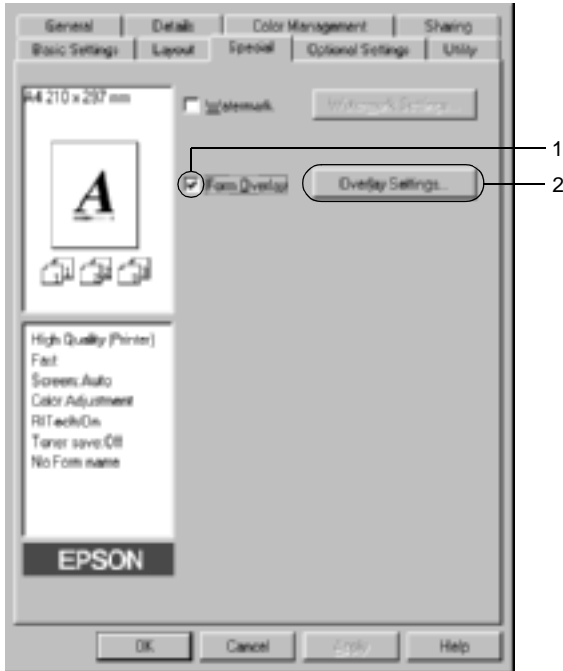 General Details Color Management Sharing
Basic Settings Layout Special Optional Settings Utility
A4 210 x 297 mm
Watermark Watermark Settings...
1
Form Overlay Overlay Settings... 2
A
High Quality (Printer)
Fast
Screen:Auto
Color Adjustment
RITech:On
Toner save:Off
No Form name
EPSON
OK Cancel Apply Help